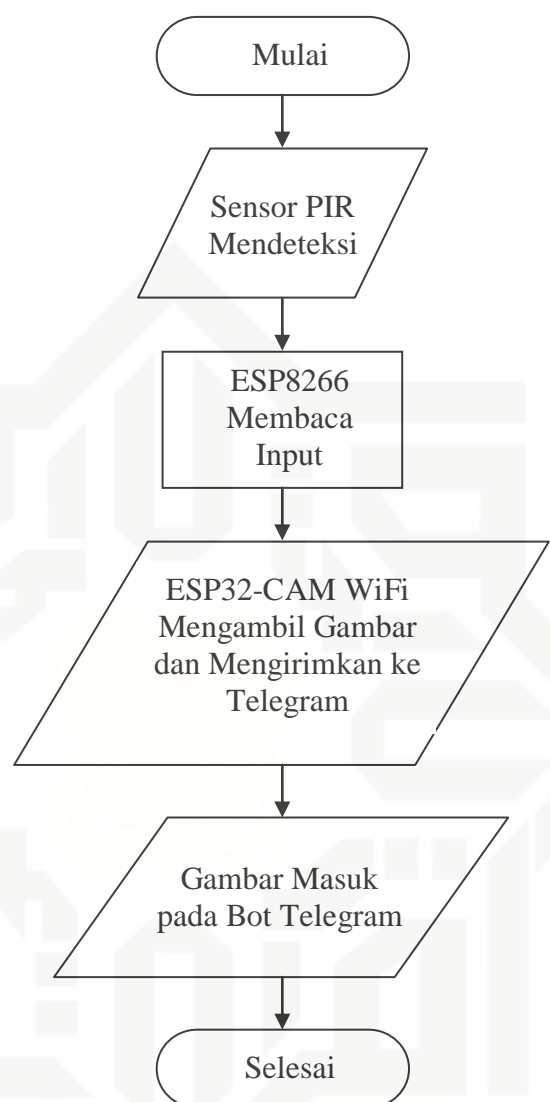 Mulai
Sensor PIR
Mendeteksi
ESP8266
Membaca
Input
ESP32-CAM WiFi
Mengambil Gambar
dan Mengirimkan ke
Telegram
Gambar Masuk
pada Bot Telegram
Selesai